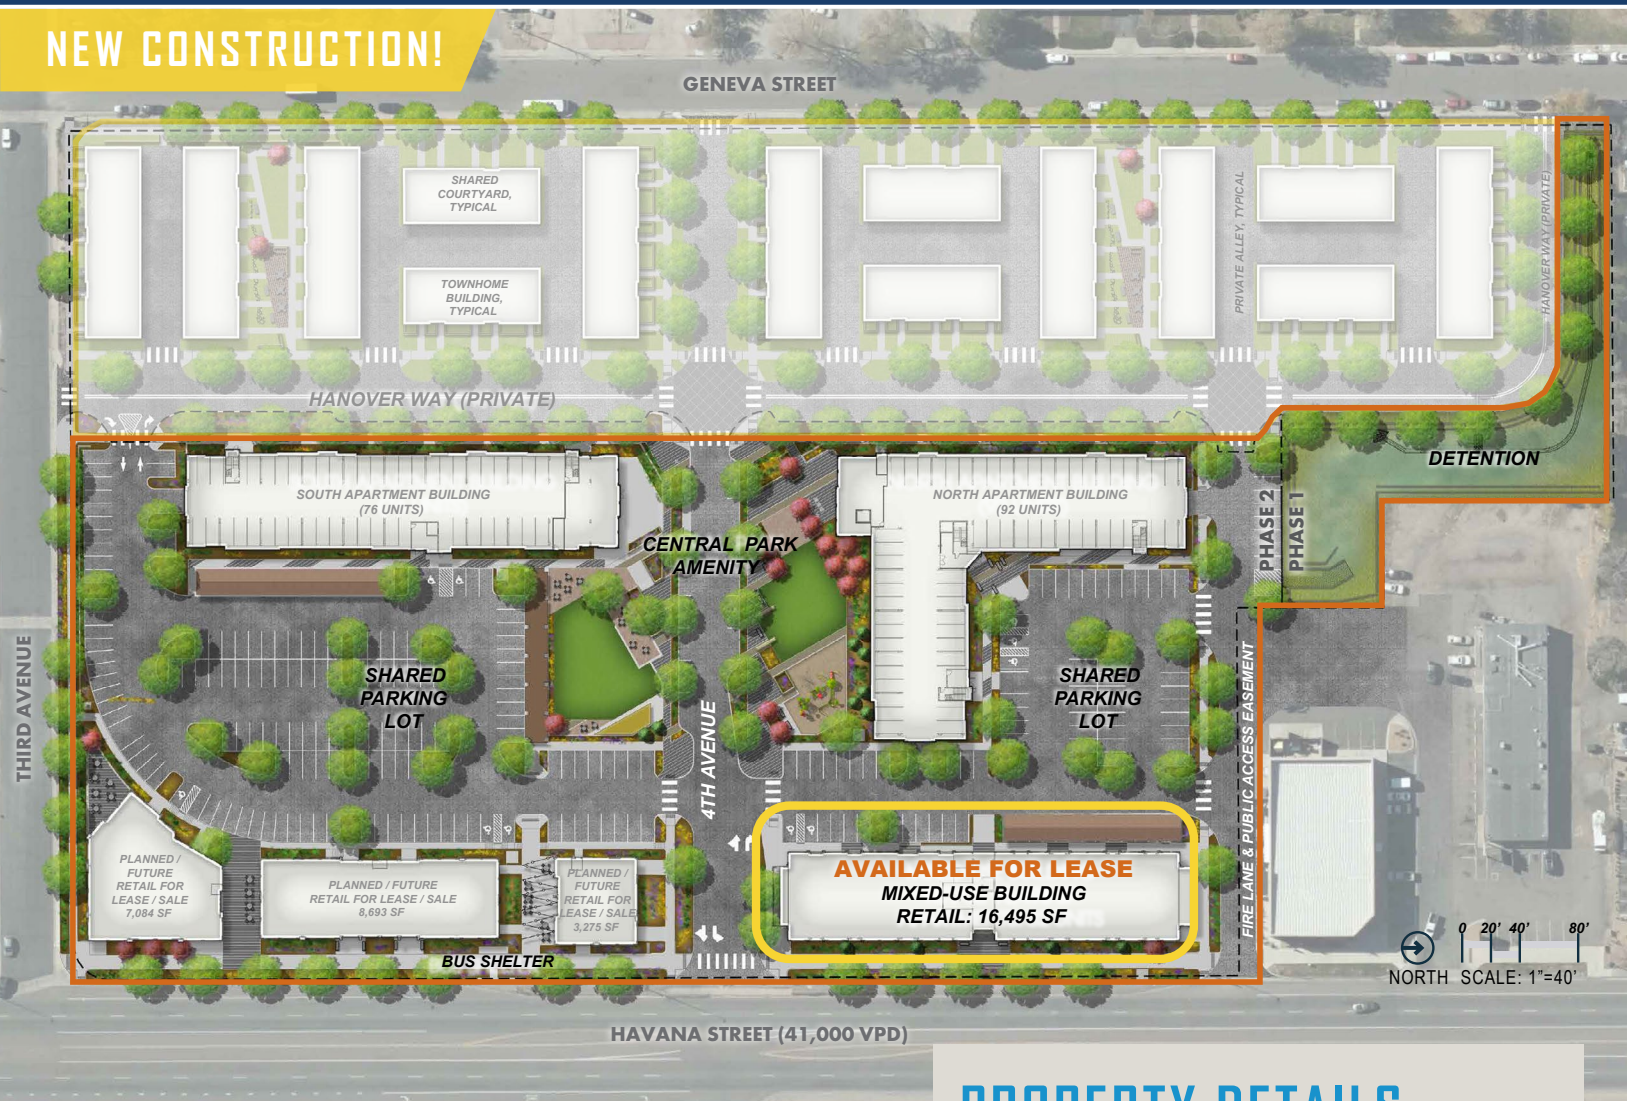 NEW CONSTRUCTION!
GENEVA STREET
SHARED
COURTYARD,
TYPICAL
TOWNHOME
BUILDING,
TYPICAL
PRIVATE ALLEY, TYPICAL
HANOVER WAY (PRIVATE)
HANOVER WAY (PRIVATE)
DETENTION
SOUTH APARTMENT BUILDING
(76 UNITS)
NORTH APARTMENT BUILDING
(92 UNITS)
PHASE 2
PHASE 1
CENTRAL PARK
AMENITY
THIRD AVENUE
SHARED
PARKING
LOT
4TH AVENUE
SHARED
PARKING
LOT
FIRE LANE & PUBLIC ACCESS EASEMENT
PLANNED /
FUTURE
RETAIL FOR
LEASE / SALE
7,084 SF
PLANNED / FUTURE
RETAIL FOR LEASE / SALE
8,693 SF
PLANNED /
FUTURE
RETAIL FOR
LEASE / SALE
3,275 SF
AVAILABLE FOR LEASE
MIXED-USE BUILDING
RETAIL: 16,495 SF
BUS SHELTER
0 20' 40' 80'
NORTH SCALE: 1"=40'
HAVANA STREET (41,000 VPD)
PROPERTY DETAILS